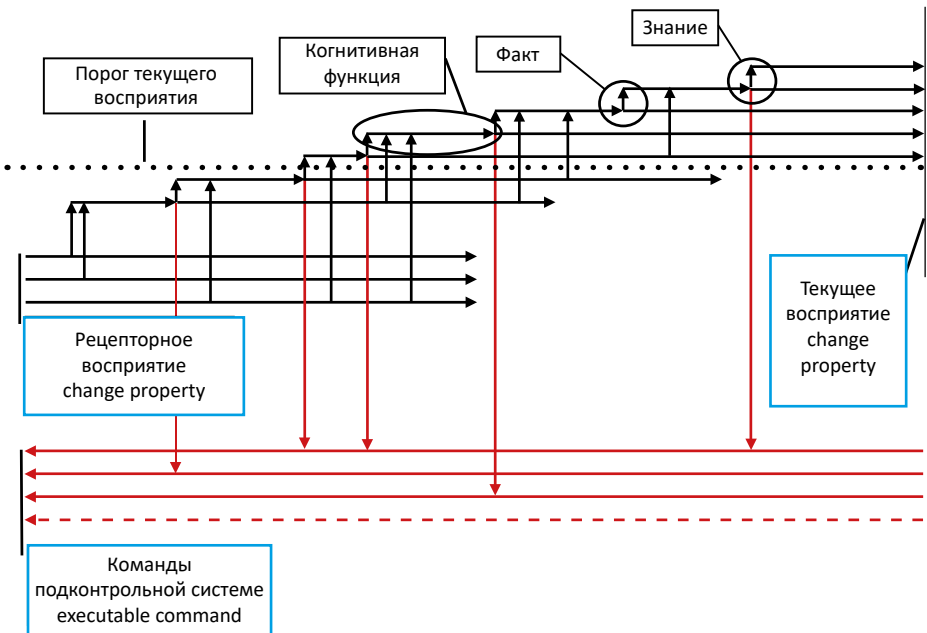 Знание
Когнитивная
функция
Факт
Порог текущего
восприятия
Рецепторное
восприятие
change property
Текущее
восприятие
change
property
Команды
подконтрольной системе
executable command